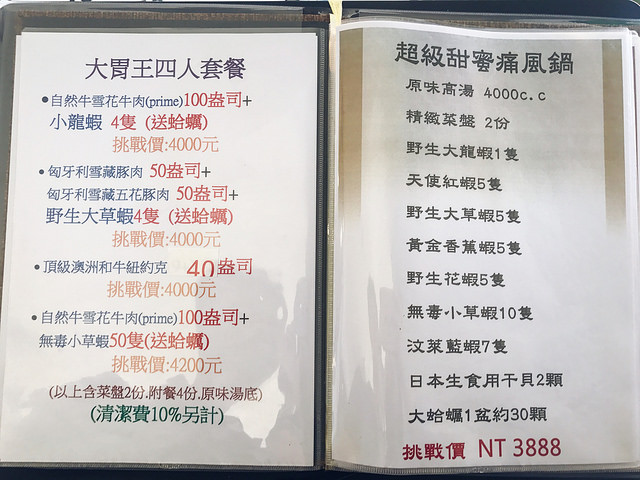 大胃王四人套餐
•自然牛雪花牛肉(prime)100盎司+
小龍蝦 4隻 (送蛤蠣)
挑戰價:4000元
•匈牙利雪藏豚肉 50盎司+
匈牙利雪藏五花豚肉 50盎司+
野生大草蝦4隻 (送蛤蠣)
挑戰價:4000元
•頂級澳洲和牛紐約克 40盎司
挑戰價:4000元
•自然牛雪花牛肉(prime)100盎司+
無毒小草蝦50隻(送蛤蠣)
挑戰價:4200元
(以上含菜盤2份.附餐4份.原味湯底)
(清潔費10%另計)
超級甜蜜痛風鍋
原味高湯 4000c.c
精緻菜盤 2份
野生大龍蝦1隻
天使紅蝦5隻
野生大草蝦5隻
黃金香蕉蝦5隻
野生花蝦5隻
無毒小草蝦10隻
汶萊藍蝦7隻
日本生食用干貝2顆
大蛤蠣1盆約30顆
挑戰價 NT 3888